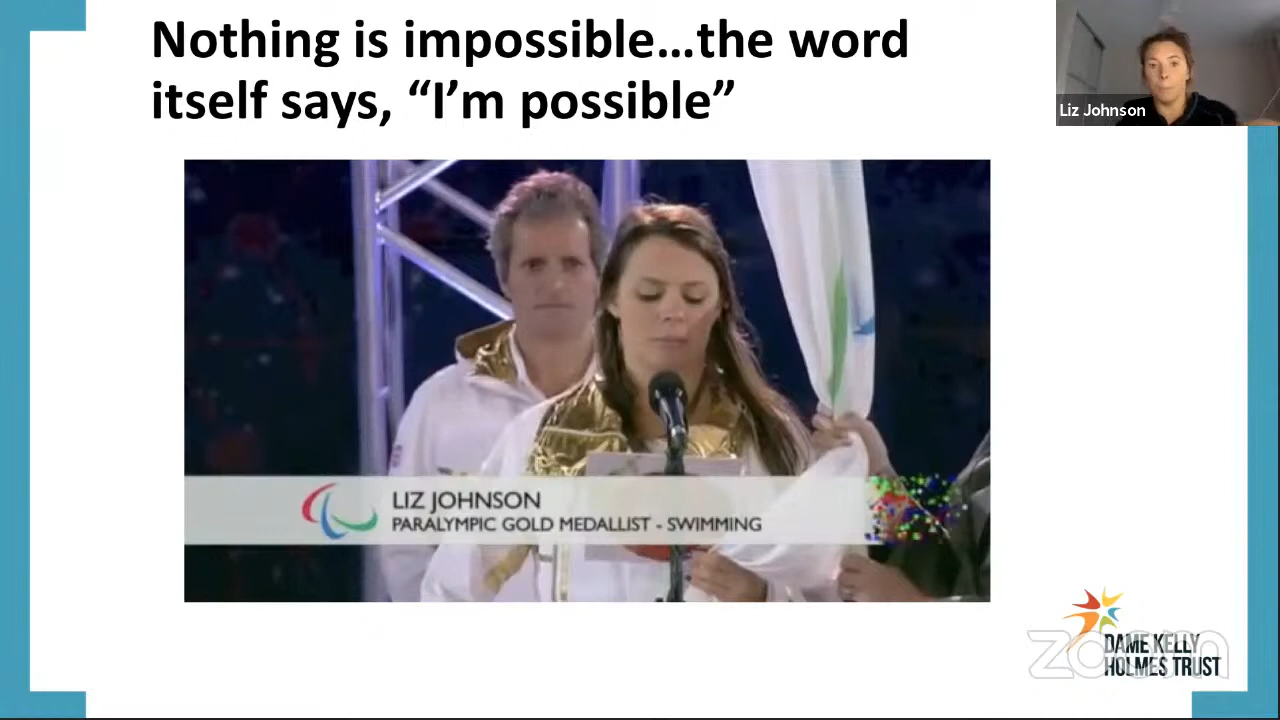 Nothing is impossible...the word
itself says, “I’m possible”
Liz Johnson
LIZ JOHNSON
PARALYMPIC GOLD MEDALLIST - SWIMMING
zoom
DAME KELLY
HOLMES TRUST